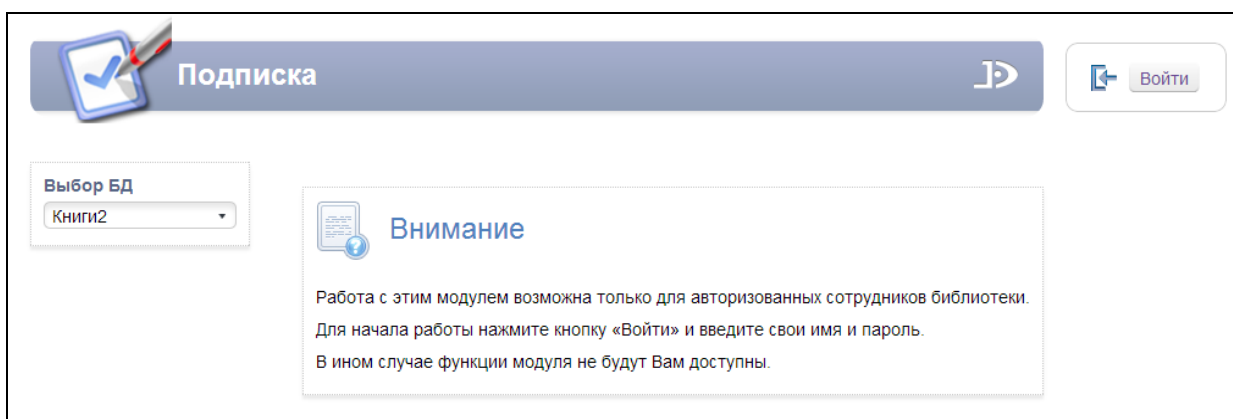 Подписка
Войти
Выбор БД
Книги2
Внимание
Работа с этим модулем возможна только для авторизованных сотрудников библиотеки.
Для начала работы нажмите кнопку «Войти» и введите свои имя и пароль.
В ином случае функции модуля не будут Вам доступны.